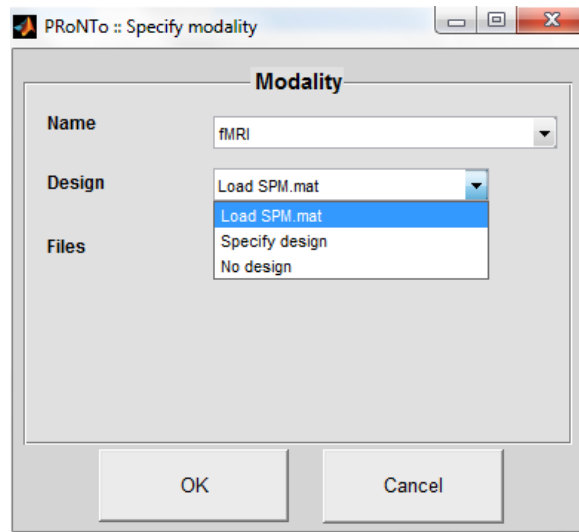 PRoNTo :: Specify modality
Modality
Name
fMRI
Design
Load SPM.mat
Load SPM.mat
Specify design
No design
Files
OK
Cancel